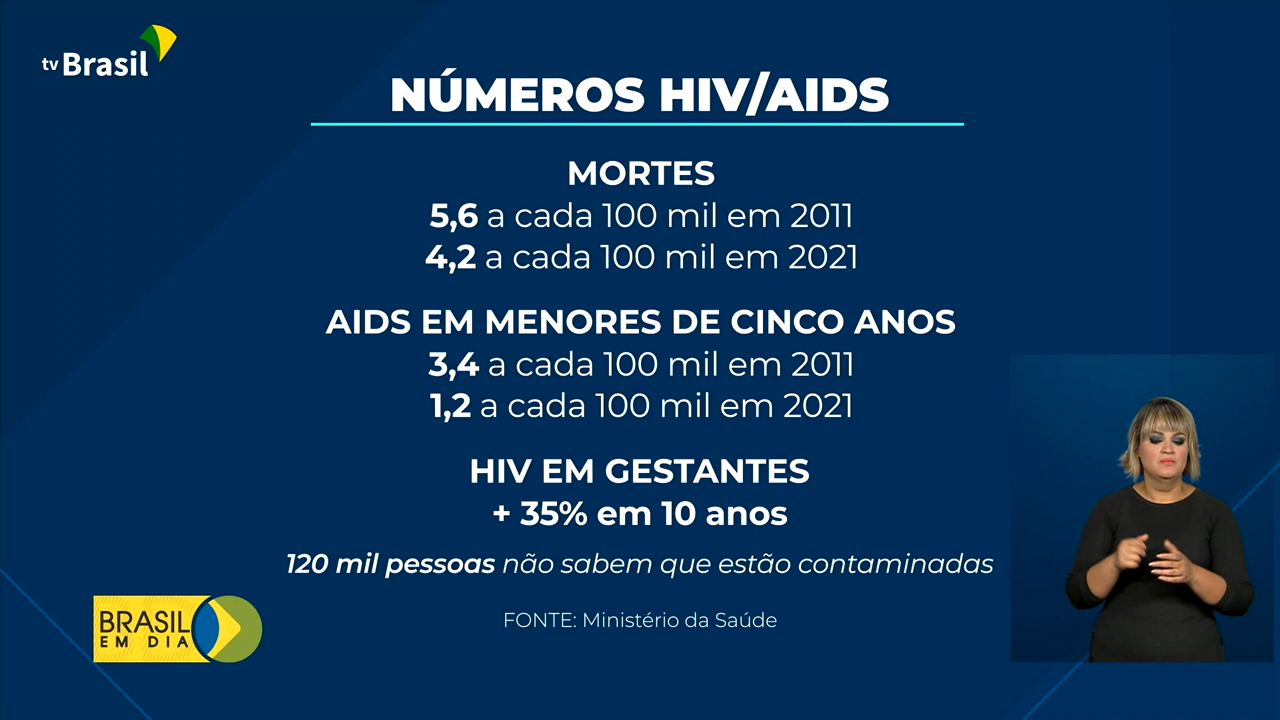 tv Brasil
NÚMEROS HIV/AIDS
MORTES
5,6 a cada 100 mil em 2011
4,2 a cada 100 mil em 2021
AIDS EM MENORES DE CINCO ANOS
3,4 a cada 100 mil em 2011
1,2 a cada 100 mil em 2021
HIV EM GESTANTES
+ 35% em 10 anos
120 mil pessoas não sabem que estão contaminadas
FONTE: Ministério da Saúde
BRASIL
EM DIA